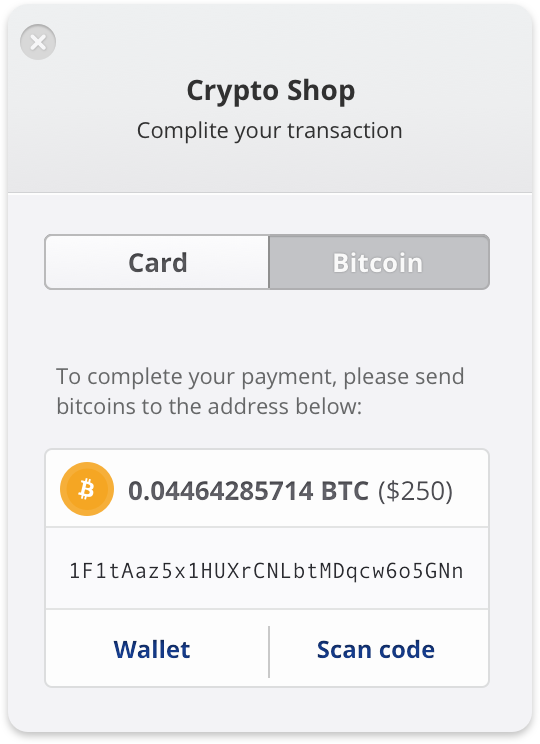 Crypto Shop
Complite your transaction
Card
Bitcoin
To complete your payment, please send
bitcoins to the address below:
0.04464285714 BTC ($250)
1F1tAaz5x1HUXrCNLbtMDqcw6o5GNn
Wallet
Scan code